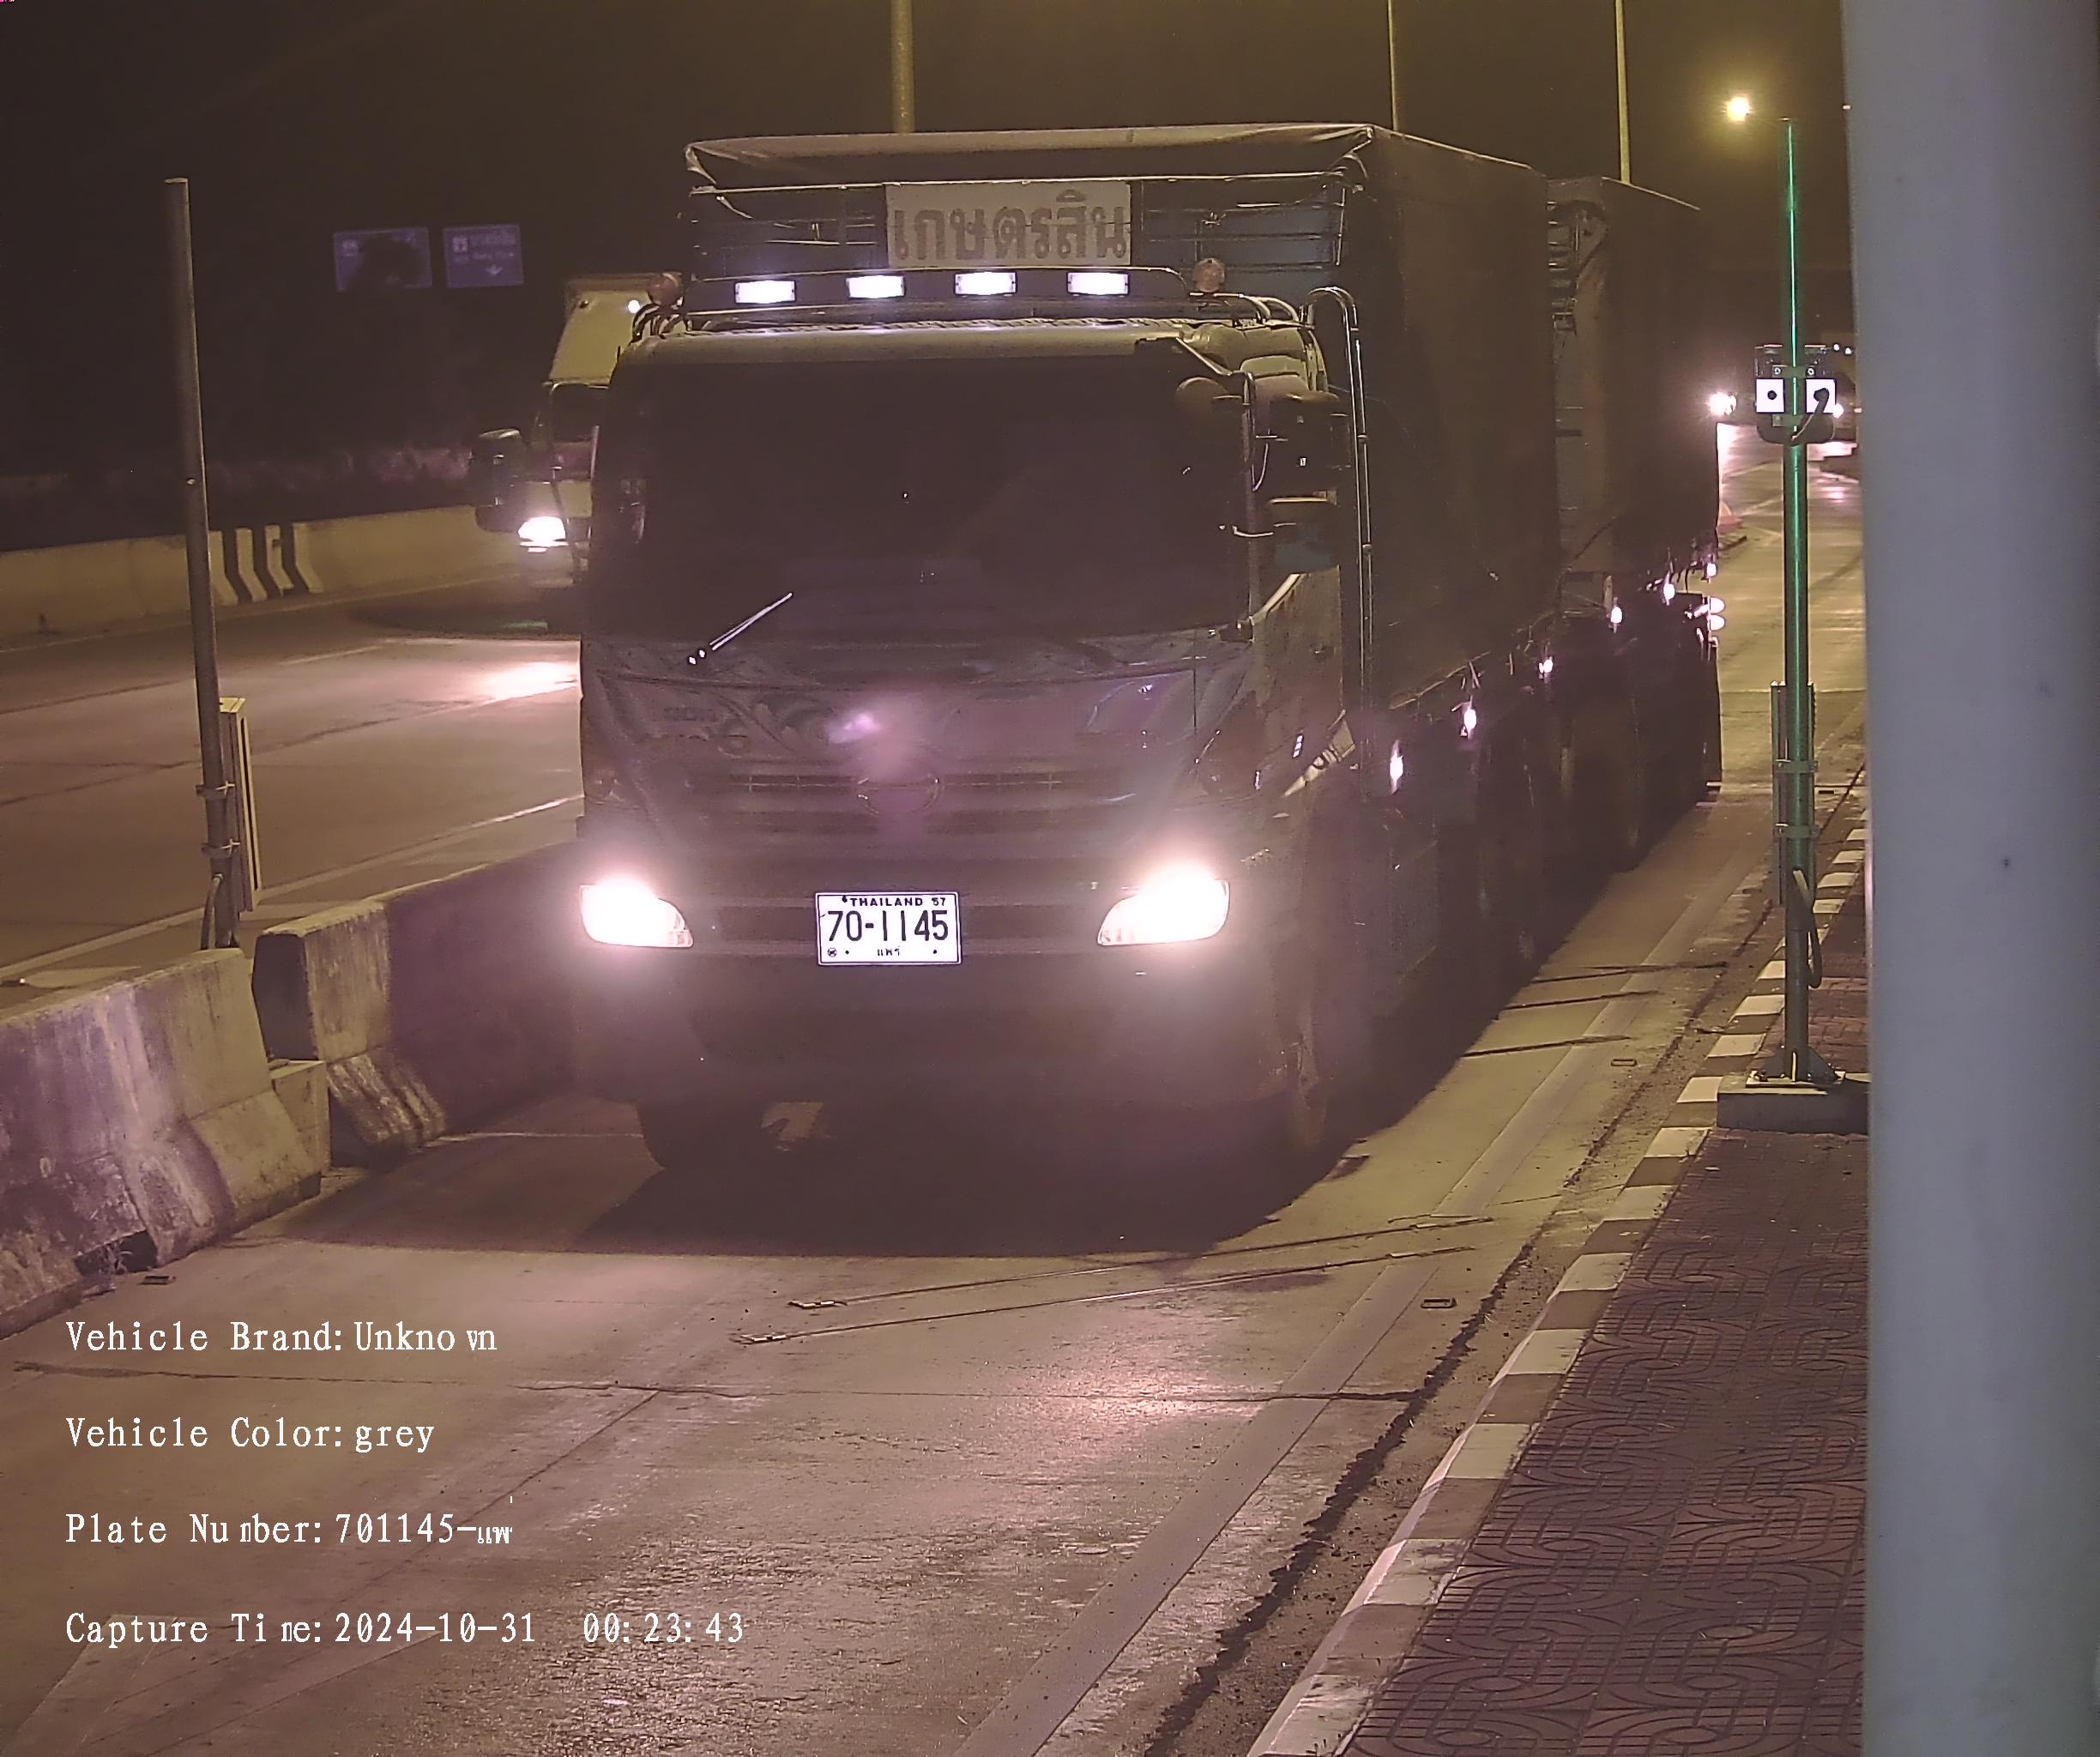 เกษตรสิน
THAILAND 57
70-1145
แพร่
Vehicle Brand:Unknown
Vehicle Color:grey
Plate Number:701145-แพ่
Capture Time:2024-10-31 00:23:43